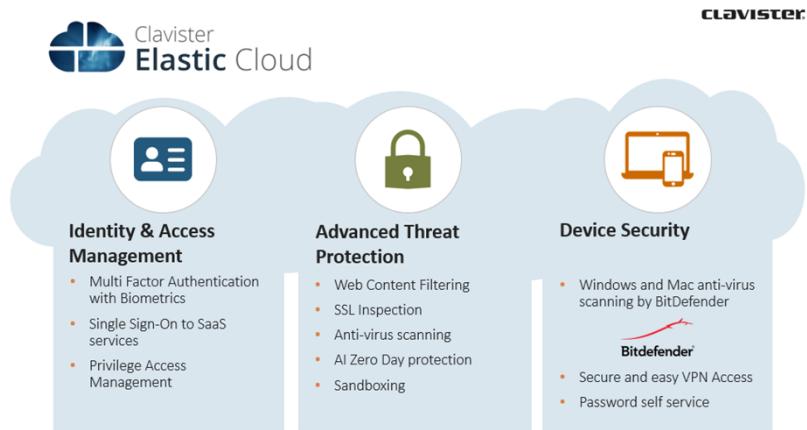 CLAVISTER
Clavister
Elastic Cloud
Identity & Access
Management
• Multi Factor Authentication
with Biometrics
• Single Sign-On to SaaS
services
• Privilege Access
Management
Advanced Threat
Protection
• Web Content Filtering
• SSL Inspection
• Anti-virus scanning
• AI Zero Day protection
• Sandboxing
Device Security
• Windows and Mac anti-virus
scanning by BitDefender
Bitdefender®
• Secure and easy VPN Access
• Password self service